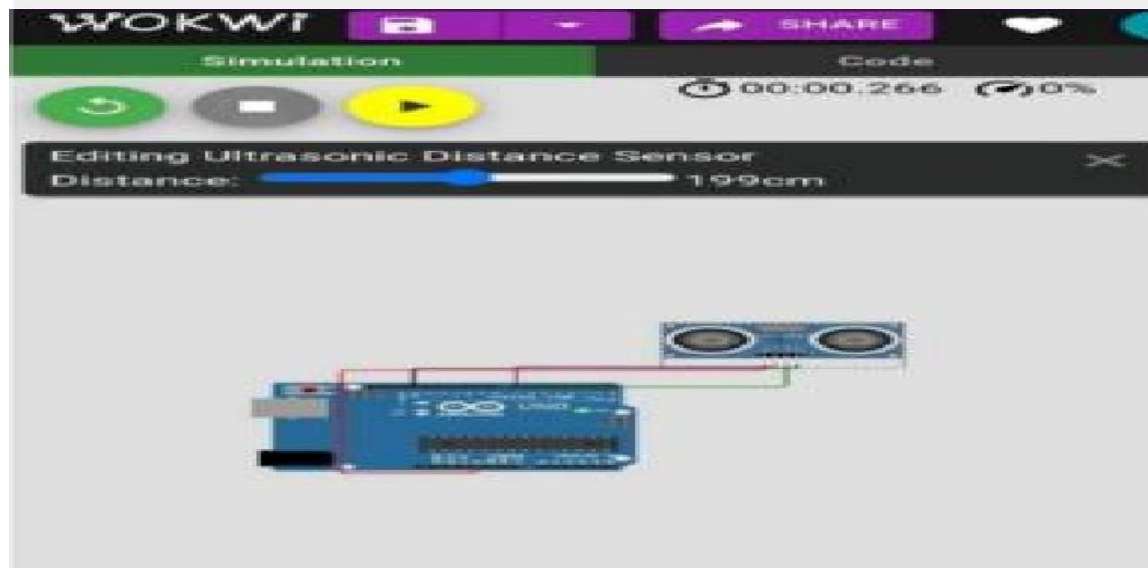 WOKWI SHARE
Simulation Code
00:00.266 0%
Editing Ultrasonic Distance Sensor
Distance: 199cm
UNO